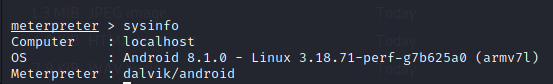 meterpreter > sysinfo
Computer : localhost
OS : Android 8.1.0 - Linux 3.18.71-perf-g7b625a0 (armv7l)
Meterpreter : dalvik/android